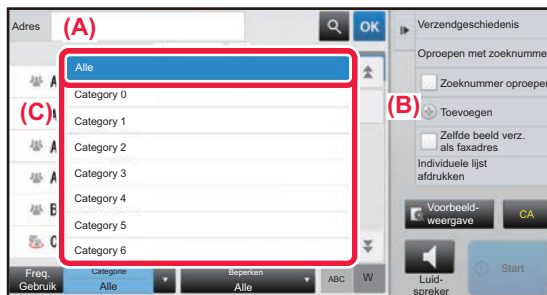 Adres
(A)
OK
Verzendgeschiedenis
Oproepen met zoeknumme
Alle
A
Zoeknummer oproepe
Category 0
(B)
(C)
Category 1
Toevoegen
A
Category 2
Zelfde beeld verz.
als faxadres
A
Category 3
Individuele lijst
afdrukken
Category 4
B
Category 5
Voorbeeld-
weergave
CA
C
Category 6
Freq.
Gebruik
Categorie
Alle
Beperken
Alle
ABC
W
Luid-
spreker
Start